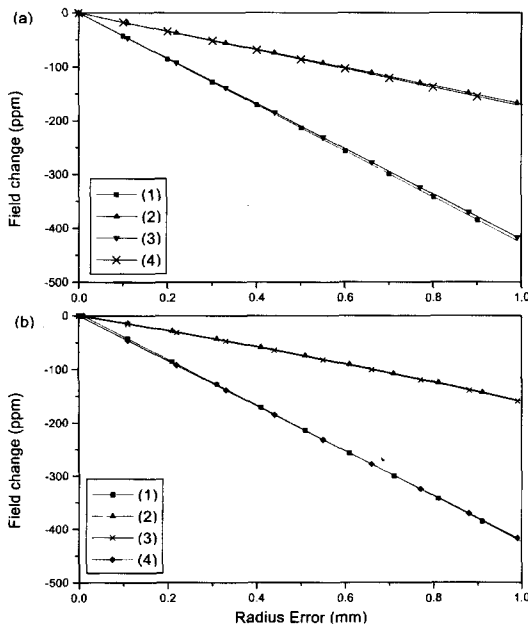 (a)
0
-100
-200
-300
-400
-500
Field change (ppm)
(1)
(2)
(3)
(4)
0.0 0.2 0.4 0.6 0.8 1.0
(b)
0
-100
-200
-300
-400
-500
Field change (ppm)
(1)
(2)
(3)
(4)
0.0 0.2 0.4 0.6 0.8 1.0
Radius Error (mm)